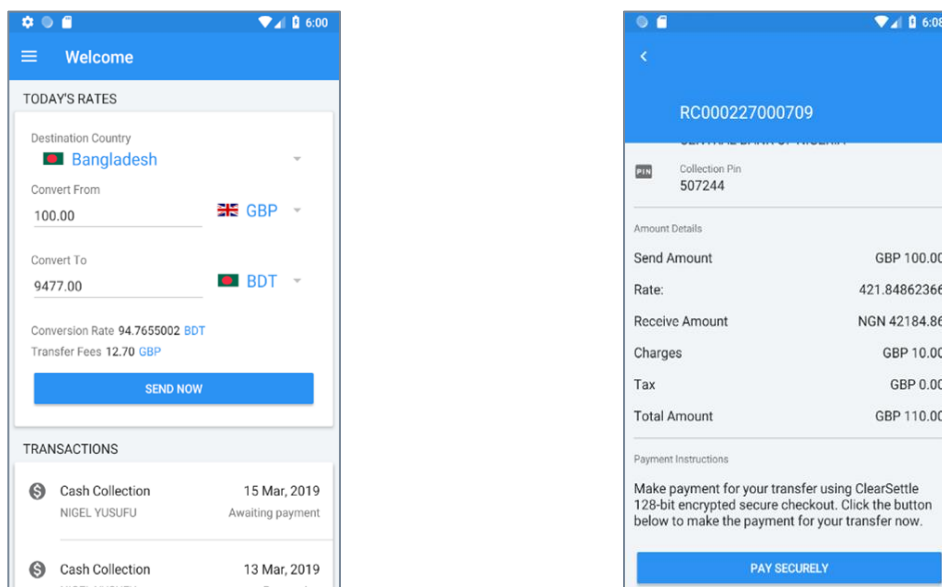 6:00
Welcome
TODAY'S RATES
Destination Country
Bangladesh
Convert From
100.00 GBP
Convert To
9477.00 BDT
Conversion Rate 94.7655002 BDT
Transfer Fees 12.70 GBP
SEND NOW
TRANSACTIONS
Cash Collection 15 Mar, 2019
NIGEL YUSUFU Awaiting payment
Cash Collection 13 Mar, 2019
6:08
RC000227000709
PIN
Collection Pin
507244
Amount Details
Send Amount GBP 100.00
Rate: 421.84862366
Receive Amount NGN 42184.86
Charges GBP 10.00
Tax GBP 0.00
Total Amount GBP 110.00
Payment Instructions
Make payment for your transfer using ClearSettle
128-bit encrypted secure checkout. Click the button
below to make the payment for your transfer now.
PAY SECURELY